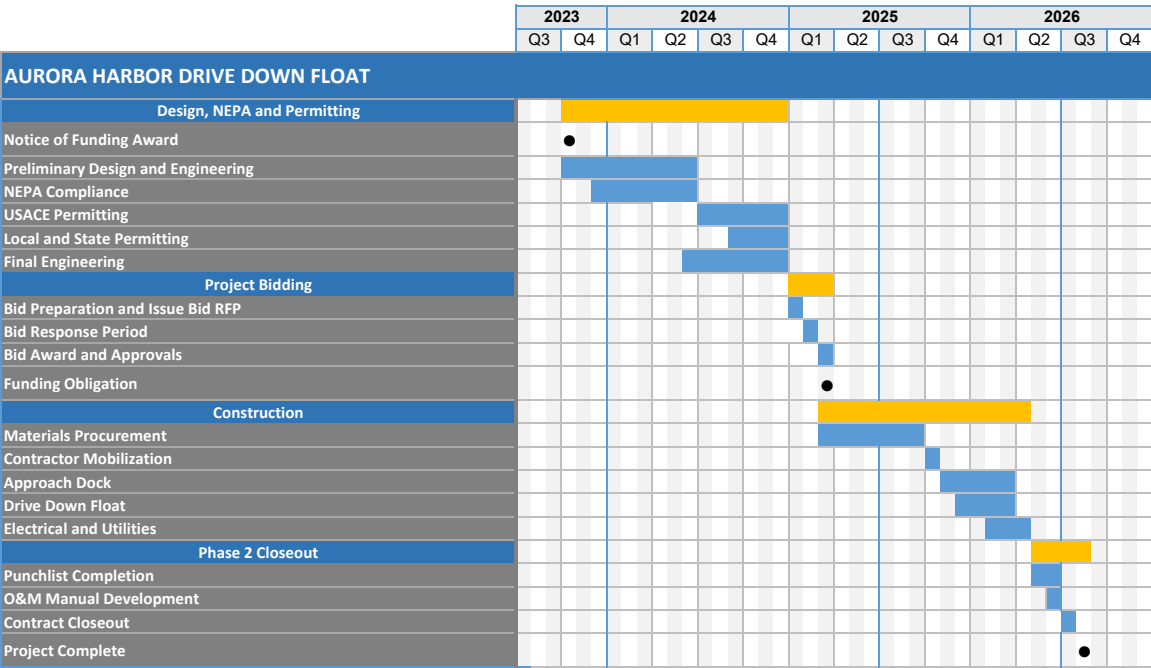 2023 2024 2025 2026
Q3 Q4 Q1 Q2 Q3 Q4 Q1 Q2 Q3 Q4 Q1 Q2 Q3 Q4
AURORA HARBOR DRIVE DOWN FLOAT
Design, NEPA and Permitting
Notice of Funding Award
Preliminary Design and Engineering
NEPA Compliance
USACE Permitting
Local and State Permitting
Final Engineering
Project Bidding
Bid Preparation and Issue Bid RFP
Bid Response Period
Bid Award and Approvals
Funding Obligation
Construction
Materials Procurement
Contractor Mobilization
Approach Dock
Drive Down Float
Electrical and Utilities
Phase 2 Closeout
Punchlist Completion
O&M Manual Development
Contract Closeout
Project Complete